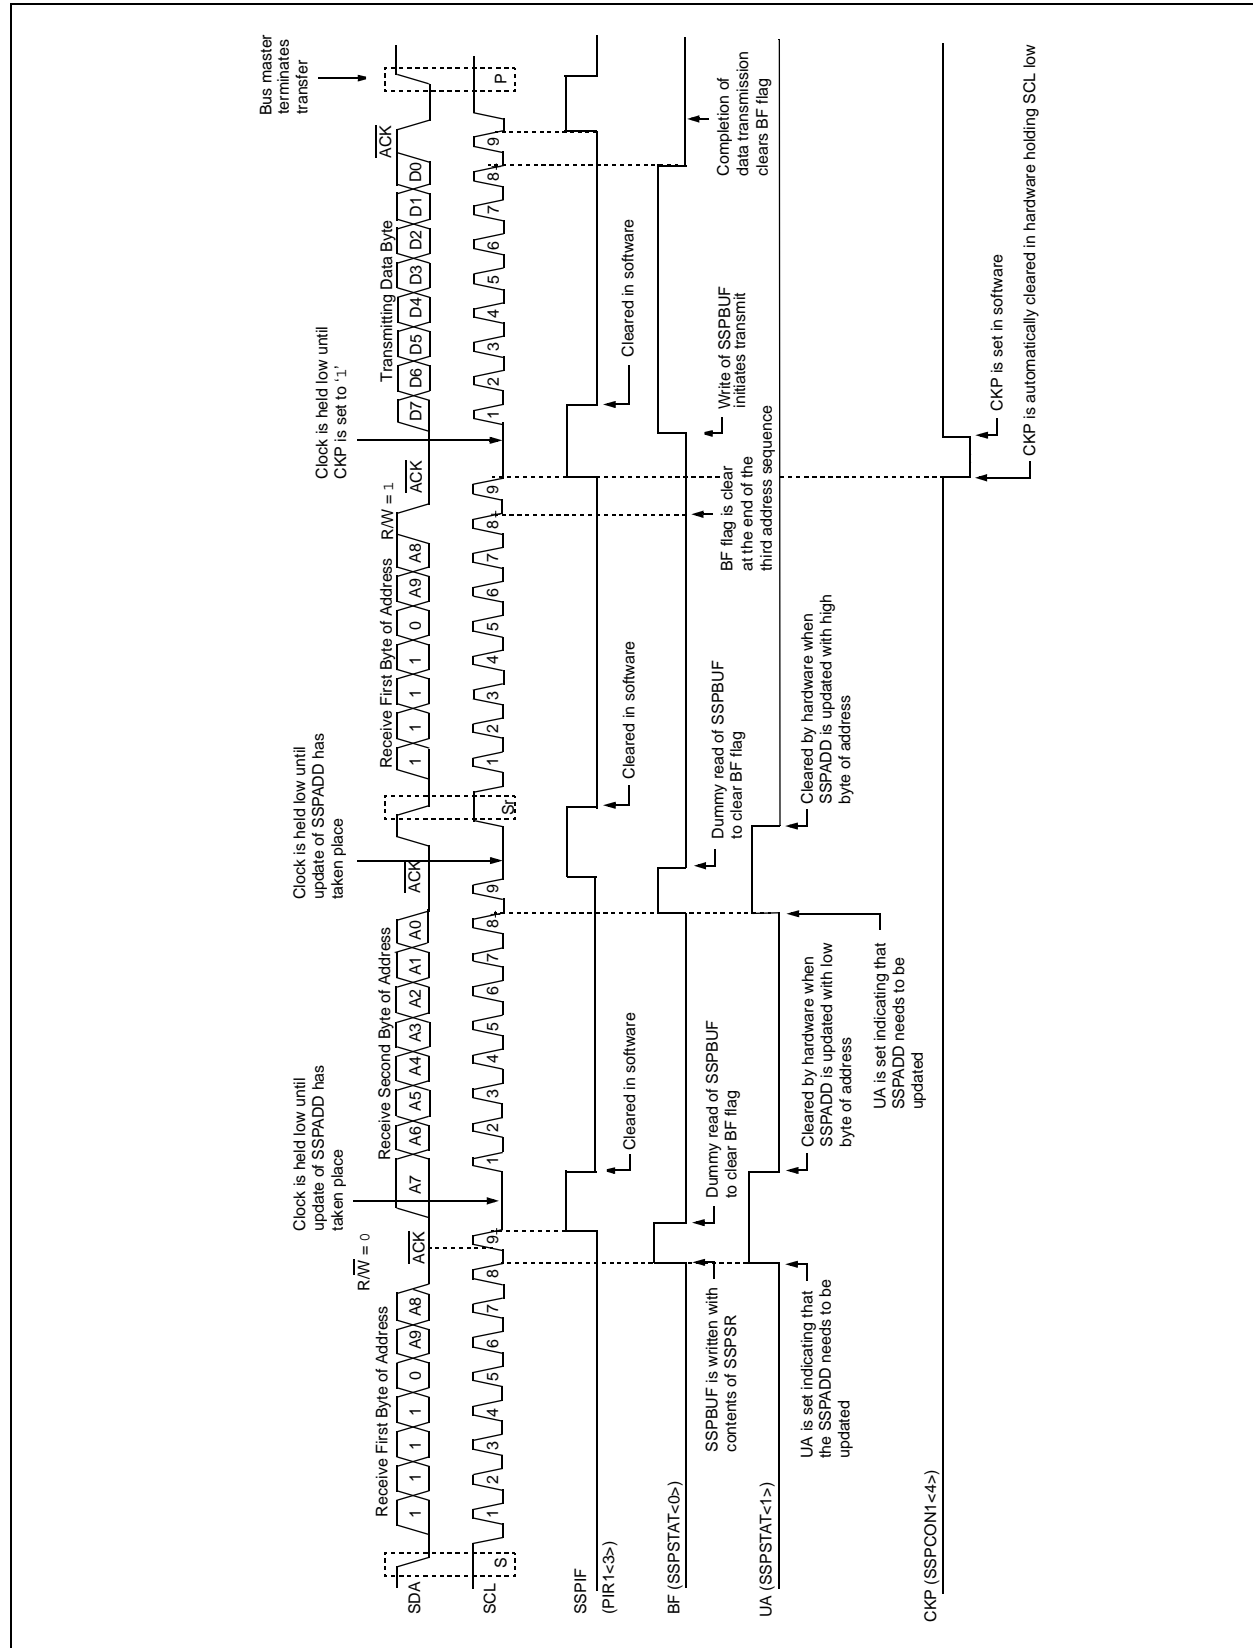 Bus master
terminates
transfer
Clock is held low until
CKP is set to ‘1’
Clock is held low until
update of SSPADD has
taken place
Clock is held low until
update of SSPADD has
taken place
Receive First Byte of Address
R/W = 0
Receive Second Byte of Address
Receive First Byte of Address
R/W = 1
Transmitting Data Byte
SDA
1 1 1 1 0 A9 A8 ACK A7 A6 A5 A4 A3 A2 A1 A0 ACK 1 1 1 1 0 A9 A8 ACK D7 D6 D5 D4 D3 D2 D1 D0 ACK
SCL
S 1 2 3 4 5 6 7 8 9 1 2 3 4 5 6 7 8 9 Sr 1 2 3 4 5 6 7 8 9 1 2 3 4 5 6 7 8 9 P
SSPIF
(PIR1<3>)
Cleared in software
Cleared in software
Cleared in software
BF (SSPSTAT<0>)
SSPBUF is written with
contents of SSPSR
Dummy read of SSPBUF
to clear BF flag
Dummy read of SSPBUF
to clear BF flag
BF flag is clear
at the end of the
third address sequence
Write of SSPBUF
initiates transmit
Completion of
data transmission
clears BF flag
UA (SSPSTAT<1>)
UA is set indicating that
the SSPADD needs to be
updated
Cleared by hardware when
SSPADD is updated with low
byte of address
UA is set indicating that
SSPADD needs to be
updated
Cleared by hardware when
SSPADD is updated with high
byte of address
CKP (SSPCON1<4>)
CKP is set in software
CKP is automatically cleared in hardware holding SCL low